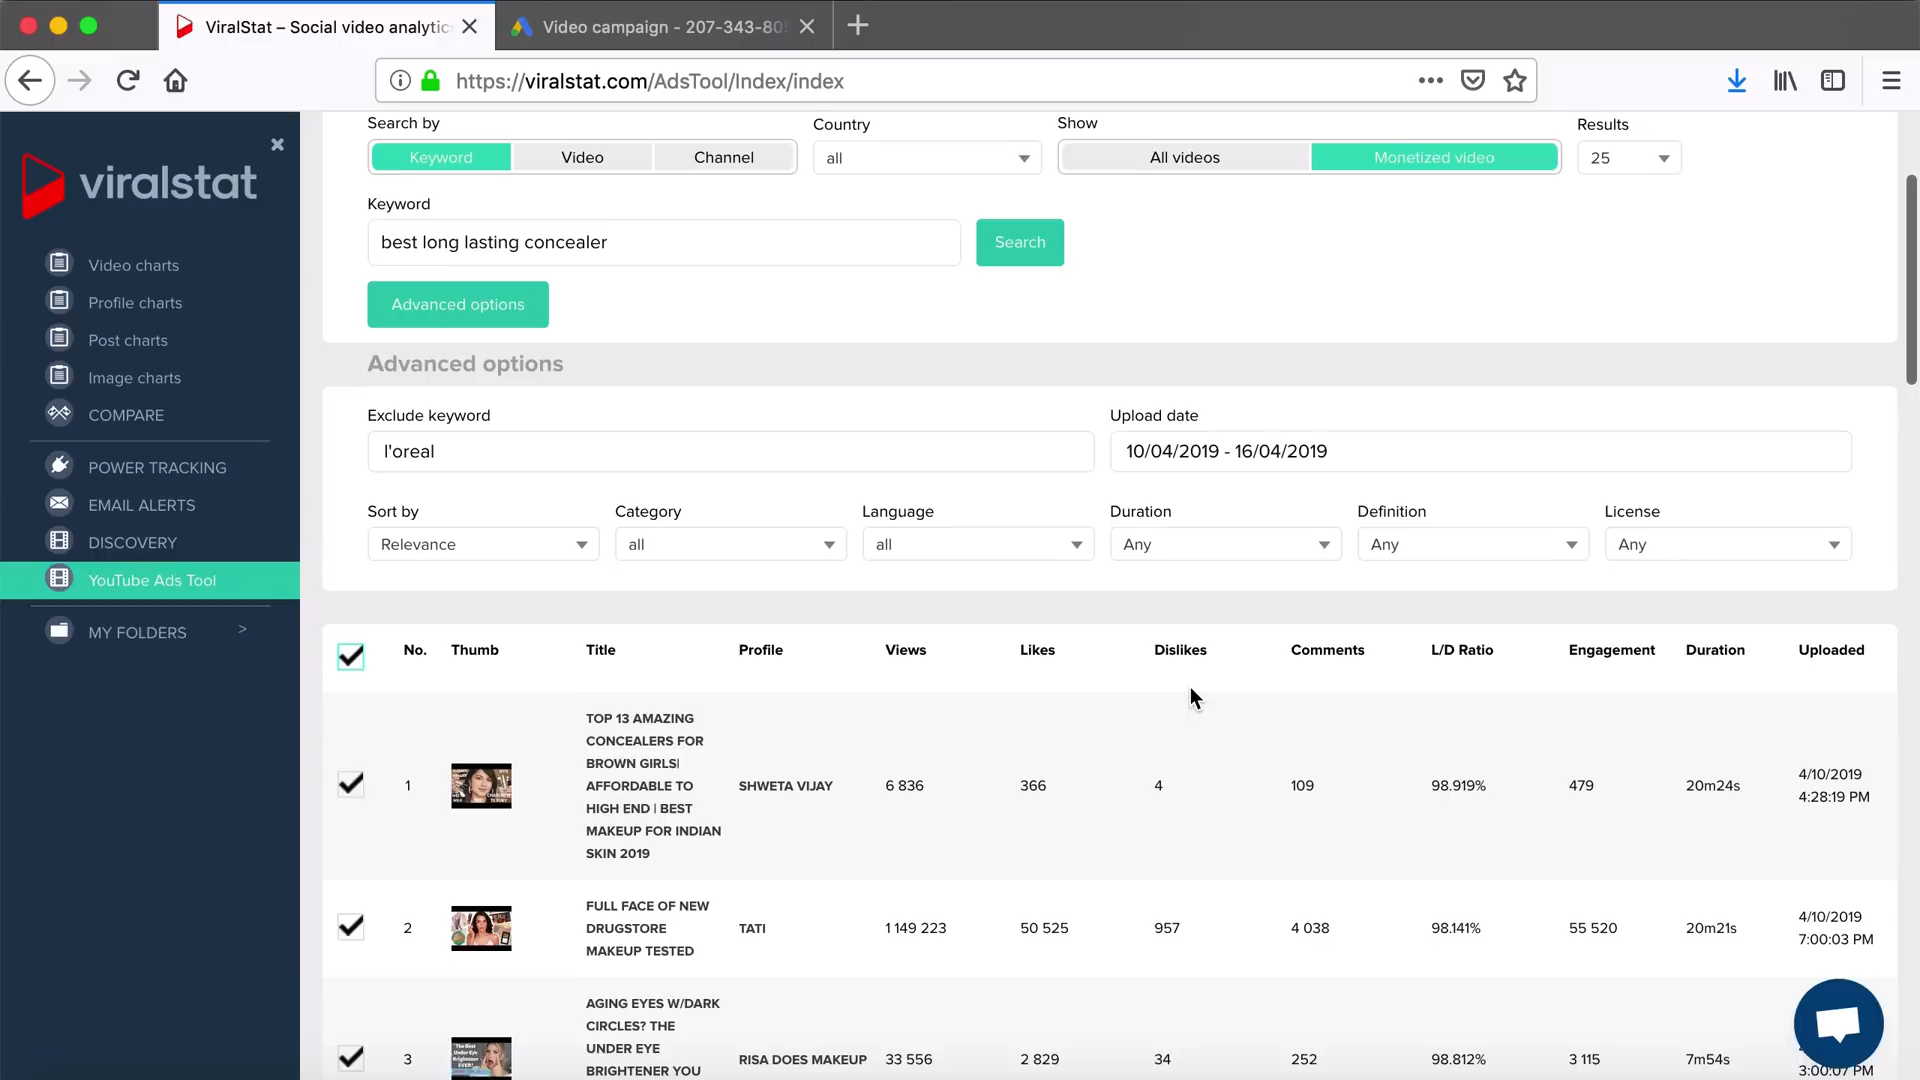 ViralStat – Social video analytics
Video campaign - 207-343-80
https://viralstat.com/AdsTool/Index/index
viralstat
Video charts
Profile charts
Post charts
Image charts
COMPARE
POWER TRACKING
EMAIL ALERTS
DISCOVERY
YouTube Ads Tool
MY FOLDERS >
Search by
Country
Show
Results
Keyword Video Channel
all
All videos Monetized video
25
Keyword
best long lasting concealer
Search
Advanced options
Advanced options
Exclude keyword
Upload date
l'oreal
10/04/2019 - 16/04/2019
Sort by Category Language Duration Definition License
Relevance all all Any Any Any
No. Thumb Title Profile Views Likes Dislikes Comments L/D Ratio Engagement Duration Uploaded
1
TOP 13 AMAZING
CONCEALERS FOR
BROWN GIRLS|
AFFORDABLE TO
HIGH END | BEST
MAKEUP FOR INDIAN
SKIN 2019
SHWETA VIJAY 6 836 366 4 109 98.919% 479 20m24s
4/10/2019
4:28:19 PM
2
FULL FACE OF NEW
DRUGSTORE
MAKEUP TESTED
TATI 1 149 223 50 525 957 4 038 98.141% 55 520 20m21s
4/10/2019
7:00:03 PM
3
AGING EYES W/DARK
CIRCLES? THE
UNDER EYE
BRIGHTENER YOU
RISA DOES MAKEUP 33 556 2 829 34 252 98.812% 3 115 7m54s
3:00:07 PM